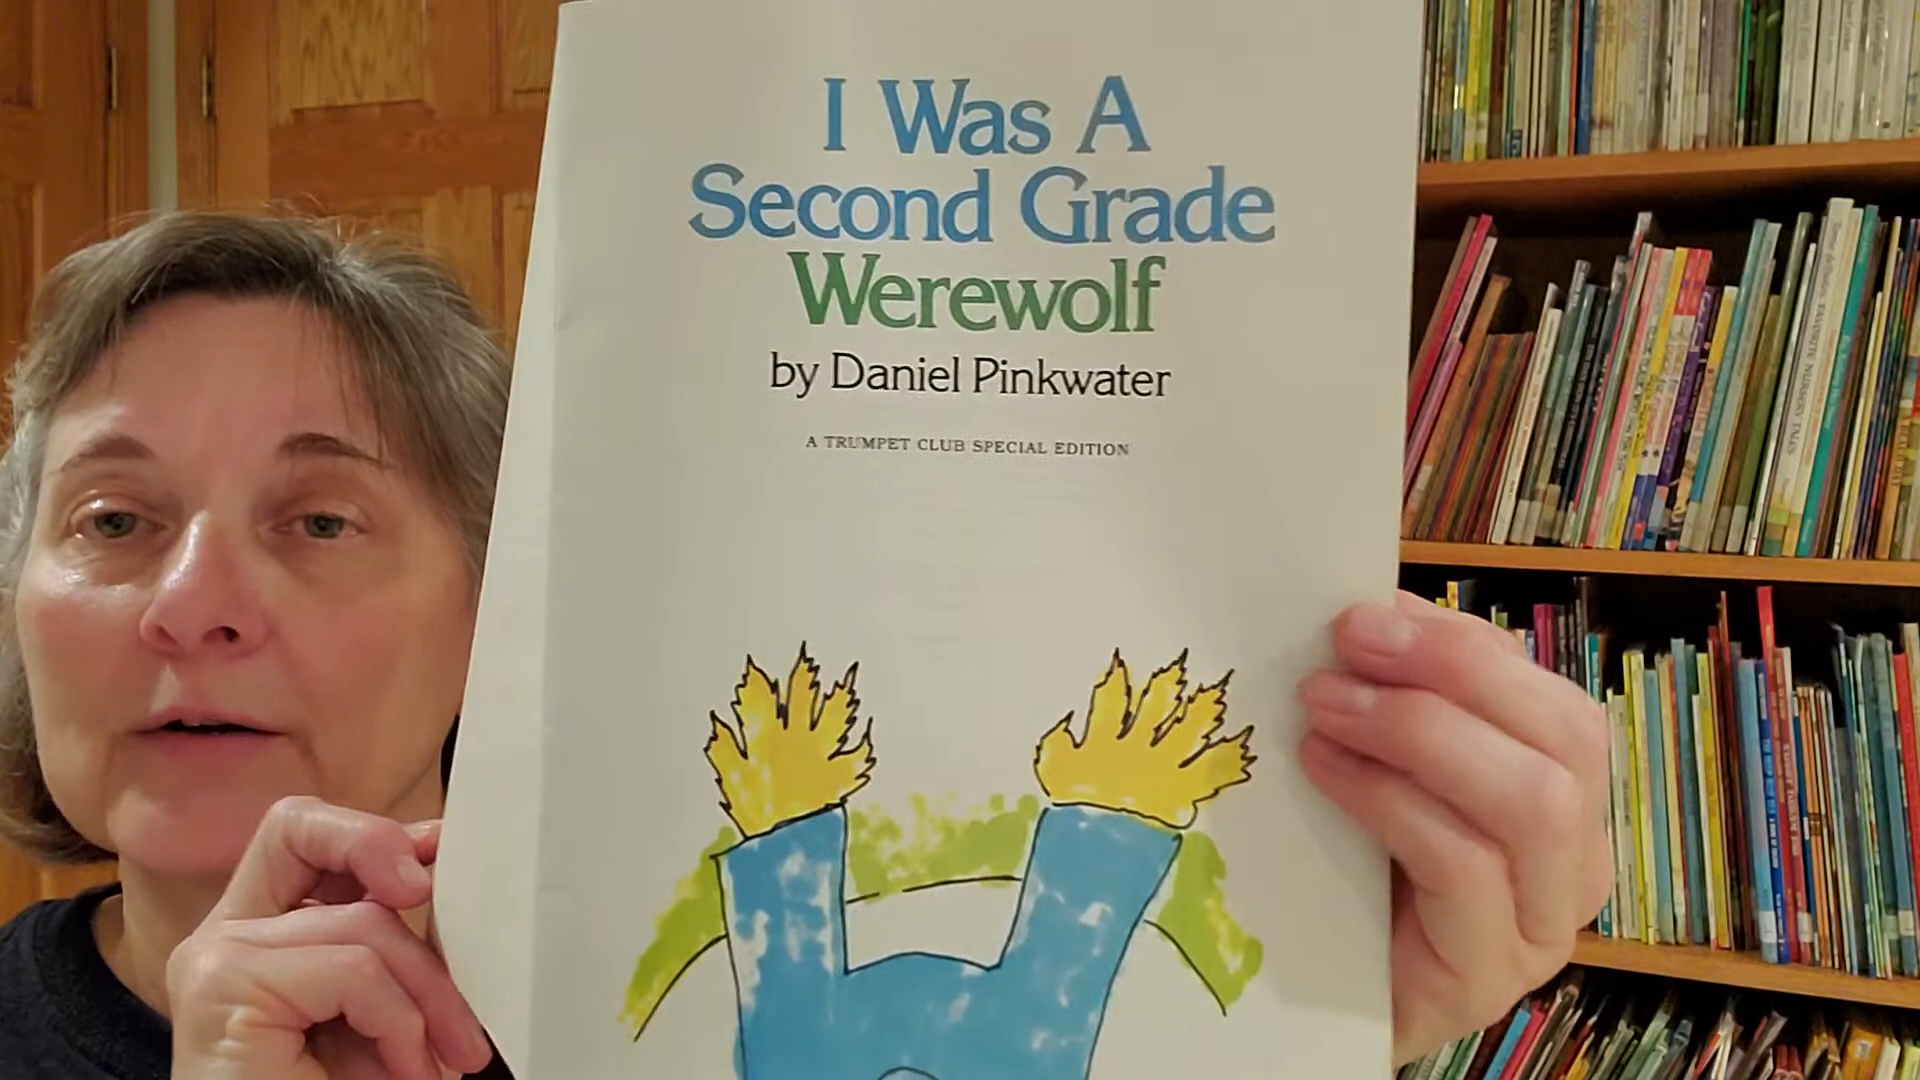 I Was A
Second Grade
Werewolf
by Daniel Pinkwater
A TRUMPET CLUB SPECIAL EDITION